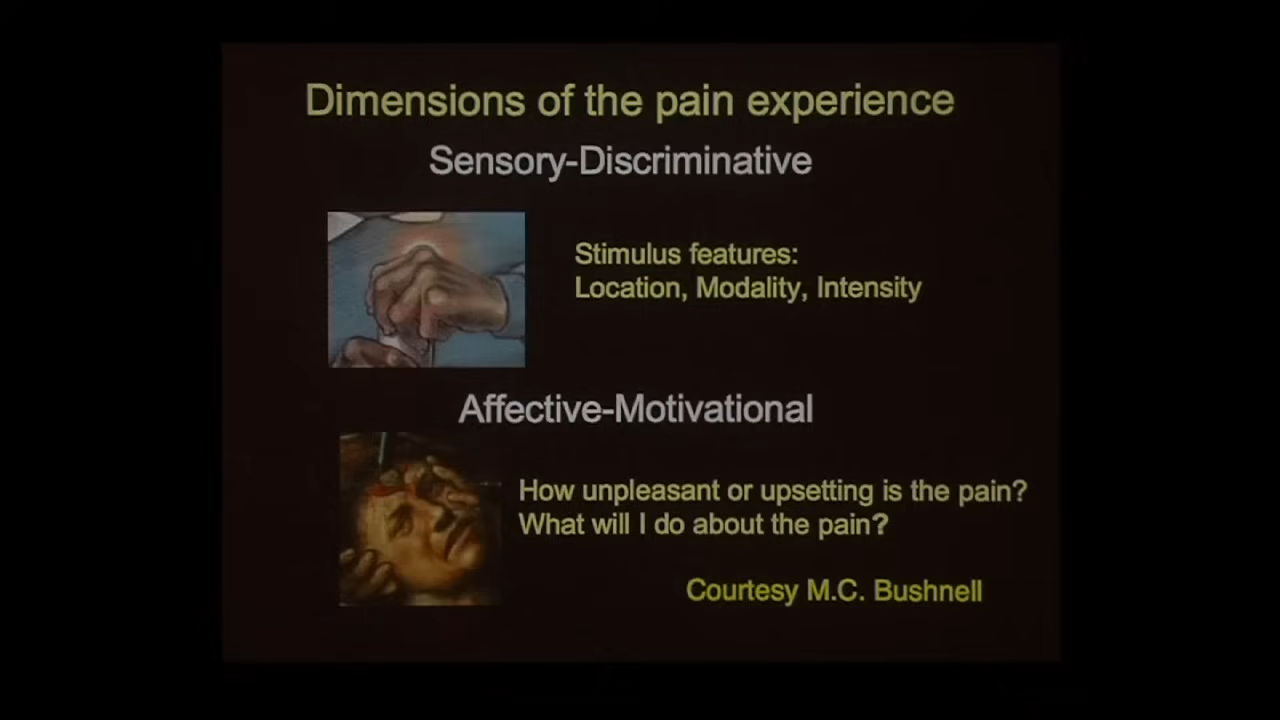 Dimensions of the pain experience
Sensory-Discriminative
Stimulus features:
Location, Modality, Intensity
Affective-Motivational
How unpleasant or upsetting is the pain?
What will I do about the pain?
Courtesy M.C. Bushnell